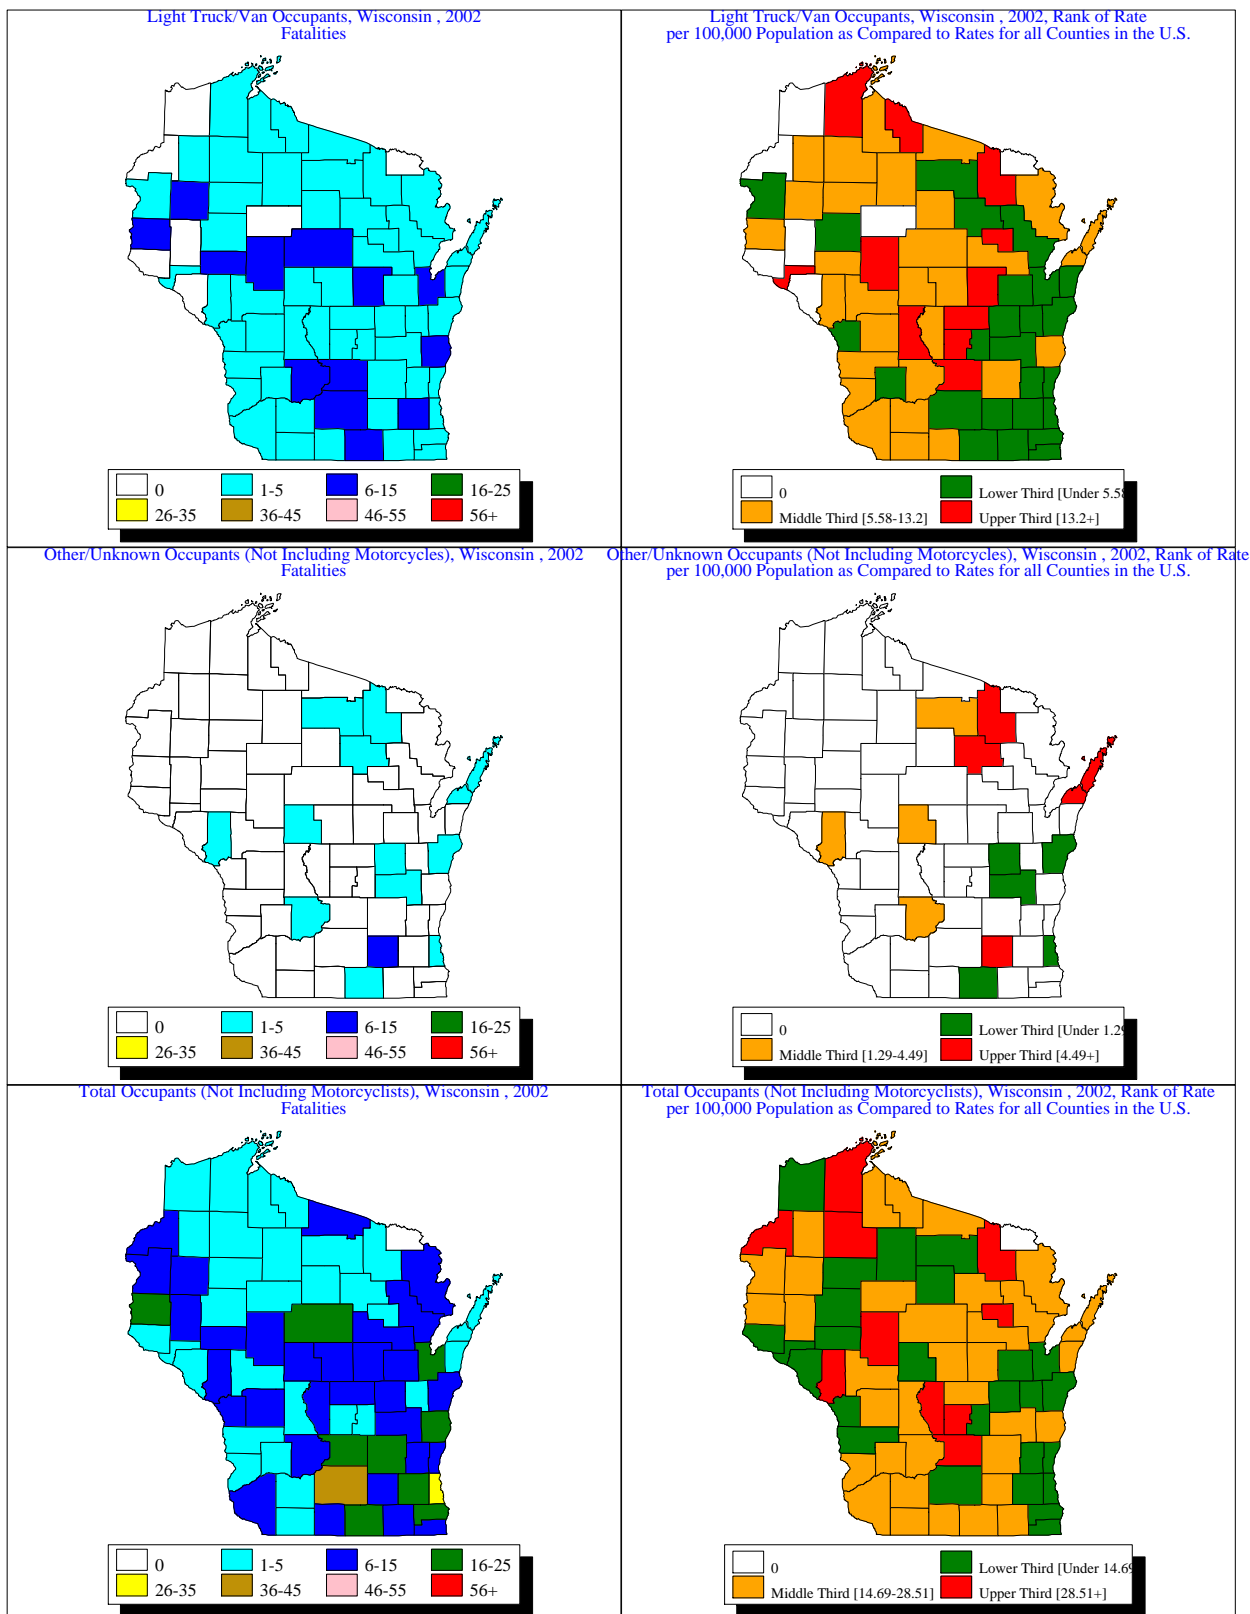 Light Truck/Van Occupants, Wisconsin , 2002
Fatalities
0
1-5
6-15
16-25
26-35
36-45
46-55
56+
Light Truck/Van Occupants, Wisconsin , 2002, Rank of Rate
per 100,000 Population as Compared to Rates for all Counties in the U.S.
0
Lower Third [Under 5.58
Middle Third [5.58-13.2]
Upper Third [13.2+]
Other/Unknown Occupants (Not Including Motorcycles), Wisconsin , 2002
Fatalities
0
1-5
6-15
16-25
26-35
36-45
46-55
56+
Other/Unknown Occupants (Not Including Motorcycles), Wisconsin , 2002, Rank of Rate
per 100,000 Population as Compared to Rates for all Counties in the U.S.
0
Lower Third [Under 1.29
Middle Third [1.29-4.49]
Upper Third [4.49+]
Total Occupants (Not Including Motorcyclists), Wisconsin , 2002
Fatalities
0
1-5
6-15
16-25
26-35
36-45
46-55
56+
Total Occupants (Not Including Motorcyclists), Wisconsin , 2002, Rank of Rate
per 100,000 Population as Compared to Rates for all Counties in the U.S.
0
Lower Third [Under 14.69
Middle Third [14.69-28.51]
Upper Third [28.51+]